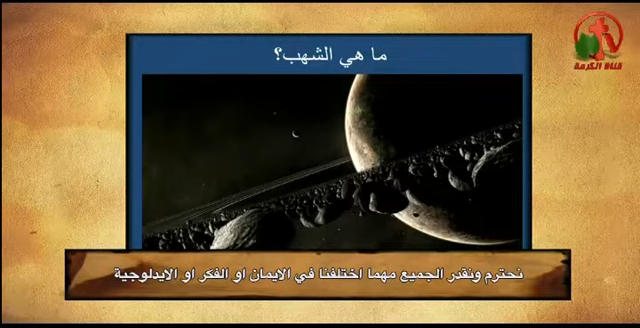 ما هي الشهب؟
قناة الكرمة
نحترم ونقدر الجميع مهما اختلفنا في الايمان او الفكر او الايدلوجية